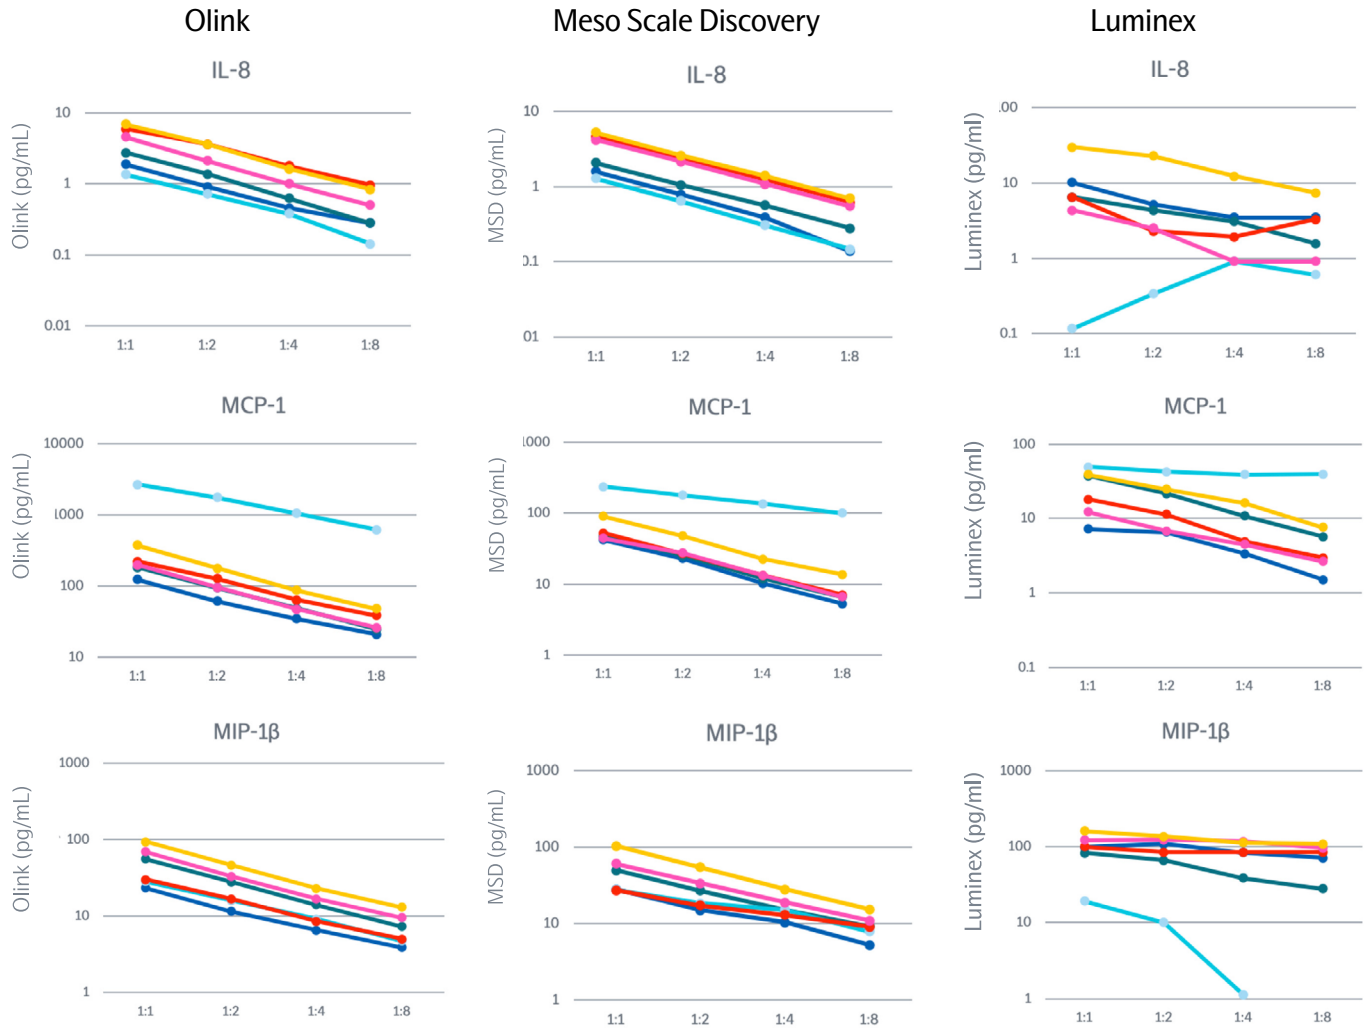 Olink Meso Scale Discovery Luminex
IL-8 IL-8 IL-8
Olink (pg/mL)
10
1
0.1
0.01
1:1 1:2 1:4 1:8
MSD (pg/mL)
10
1
0.1
01
1:1 1:2 1:4 1:8
Luminex (pg/ml)
.00
10
1
0.1
1:1 1:2 1:4 1:8
MCP-1 MCP-1 MCP-1
Olink (pg/mL)
10000
1000
100
10
1:1 1:2 1:4 1:8
MSD (pg/mL)
1000
100
10
1
1:1 1:2 1:4 1:8
Luminex (pg/ml)
100
10
1
0.1
1:1 1:2 1:4 1:8
MIP-1β MIP-1β MIP-1β
Olink (pg/mL)
1000
100
10
1
1:1 1:2 1:4 1:8
MSD (pg/mL)
1000
100
10
1
1:1 1:2 1:4 1:8
Luminex (pg/ml)
1000
100
10
1
1:1 1:2 1:4 1:8